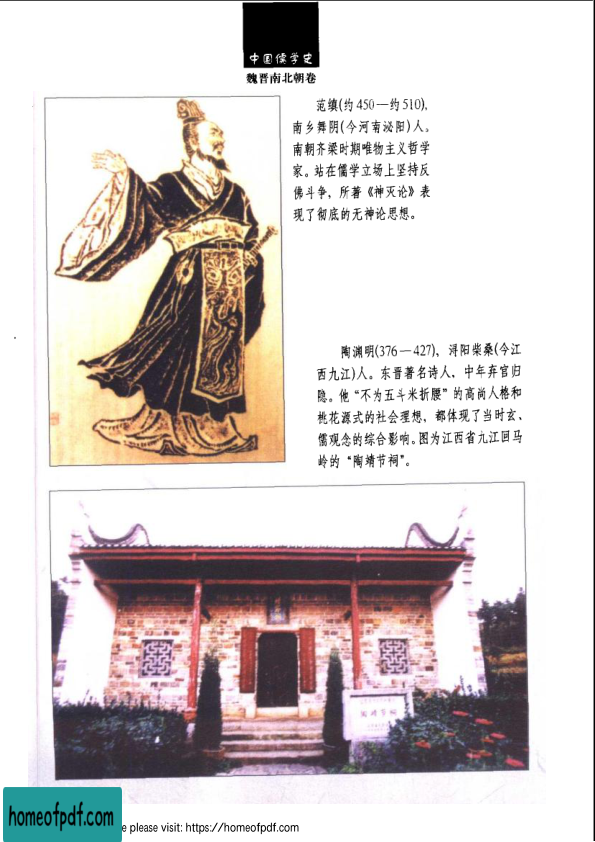 中国儒学史
魏晋南北朝卷
范缜(约450—约510),
南乡舞阴(今河南泌阳)人。
南朝齐梁时期唯物主义哲学
家。站在儒学立场上坚持反
佛斗争，所著《神灭论》表
现了彻底的无神论思想。
陶渊明(376—427)、浔阳柴桑(今江
西九江)人。东晋著名诗人、中年弃官归
隐。他“不为五斗米折腰”的高尚人格和
桃花源式的社会理想，都体现了当时玄、
儒观念的综合影响。图为江西省九江回马
岭的“陶靖节祠”。
陶靖节祠
homeofpdf.com
e please visit: https://homeofpdf.com